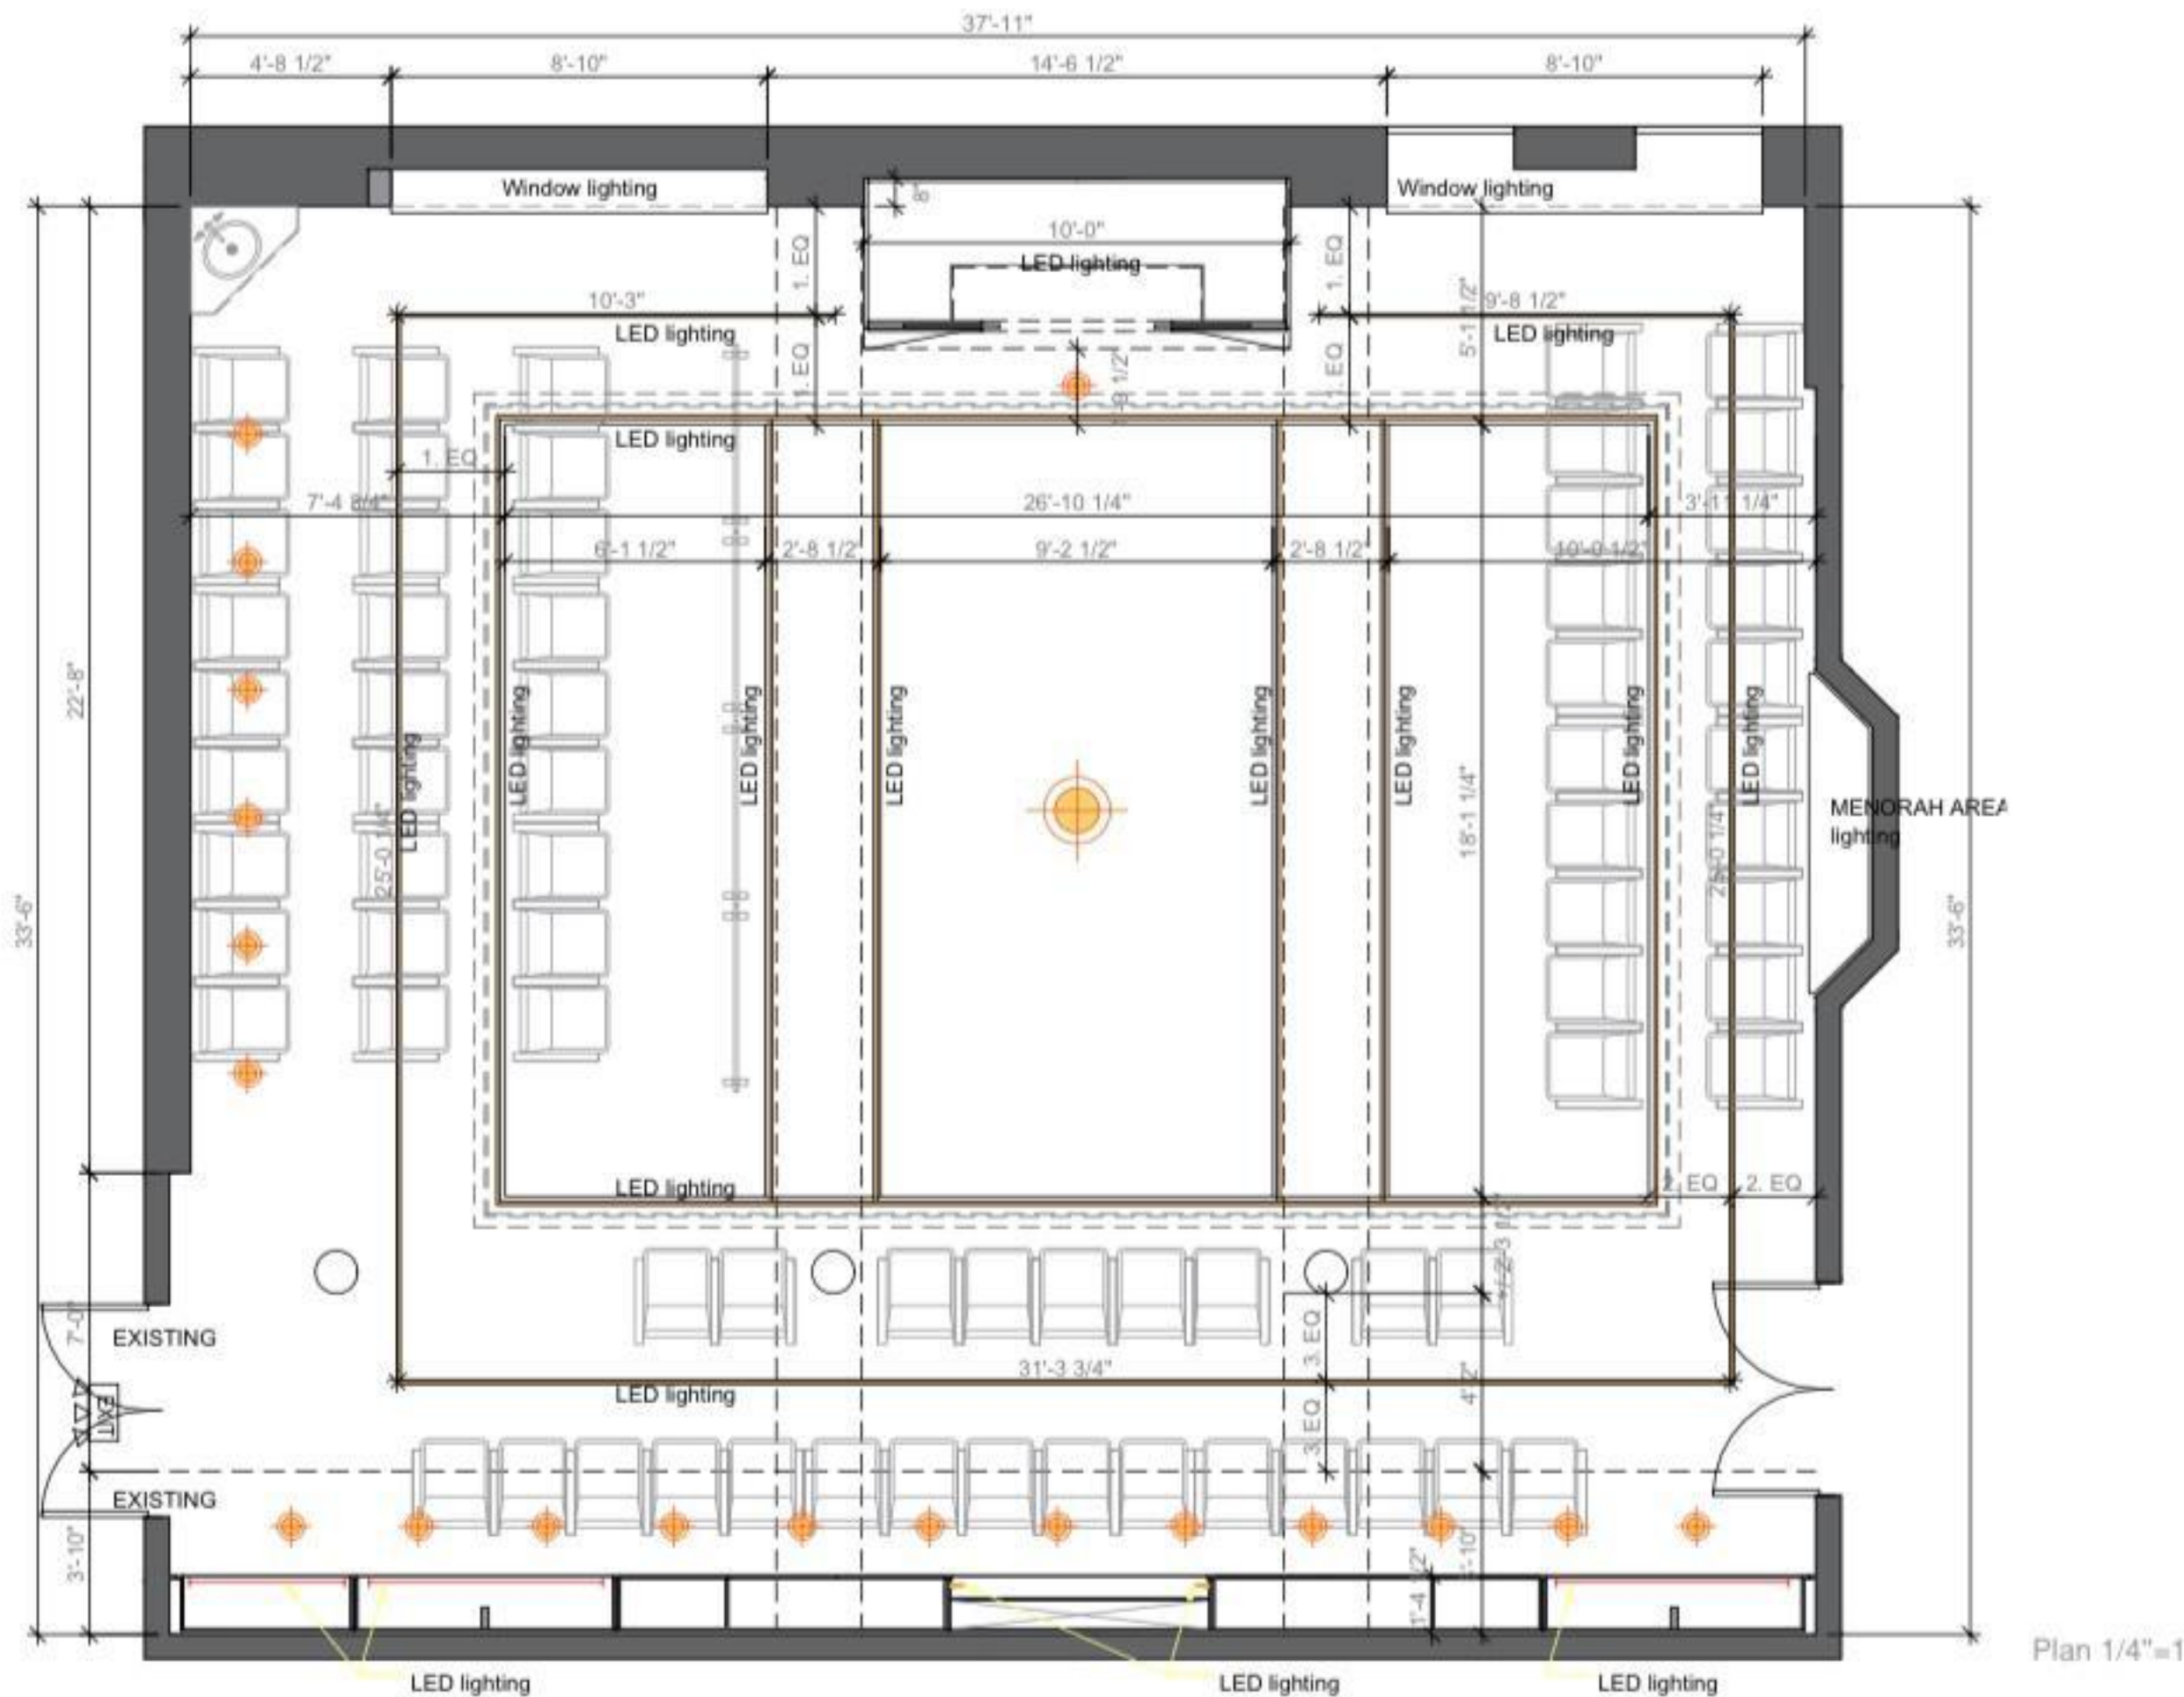 37'-11"
4'-8 1/2"
8'-10"
14'-6 1/2"
8'-10"
Window lighting
Window lighting
8"
10'-0"
LED lighting
1. EQ
1. EQ
10'-3"
9'-8 1/2"
LED lighting
LED lighting
5'-1 1/2"
1. EQ
1. EQ
LED lighting
1. EQ
26'-10 1/4"
3'-11 1/4"
6'-1 1/2"
2'-8 1/2"
9'-2 1/2"
2'-8 1/2"
10'-0 1/2"
22'-8"
LED lighting
LED lighting
LED lighting
LED lighting
LED lighting
LED lighting
LED lighting
LED lighting
25'-0 1/4"
18'-1 1/4"
25'-0 1/4"
MENORAH AREA
lighting
33'-6"
33'-6"
LED lighting
2. EQ
2. EQ
7'-0"
EXISTING
3. EQ
31'-3 3/4"
LED lighting
EXIT
4'-2"
3. EQ
EXISTING
3'-10"
1'-4 1/2"
Plan 1/4"=1
LED lighting
LED lighting
LED lighting